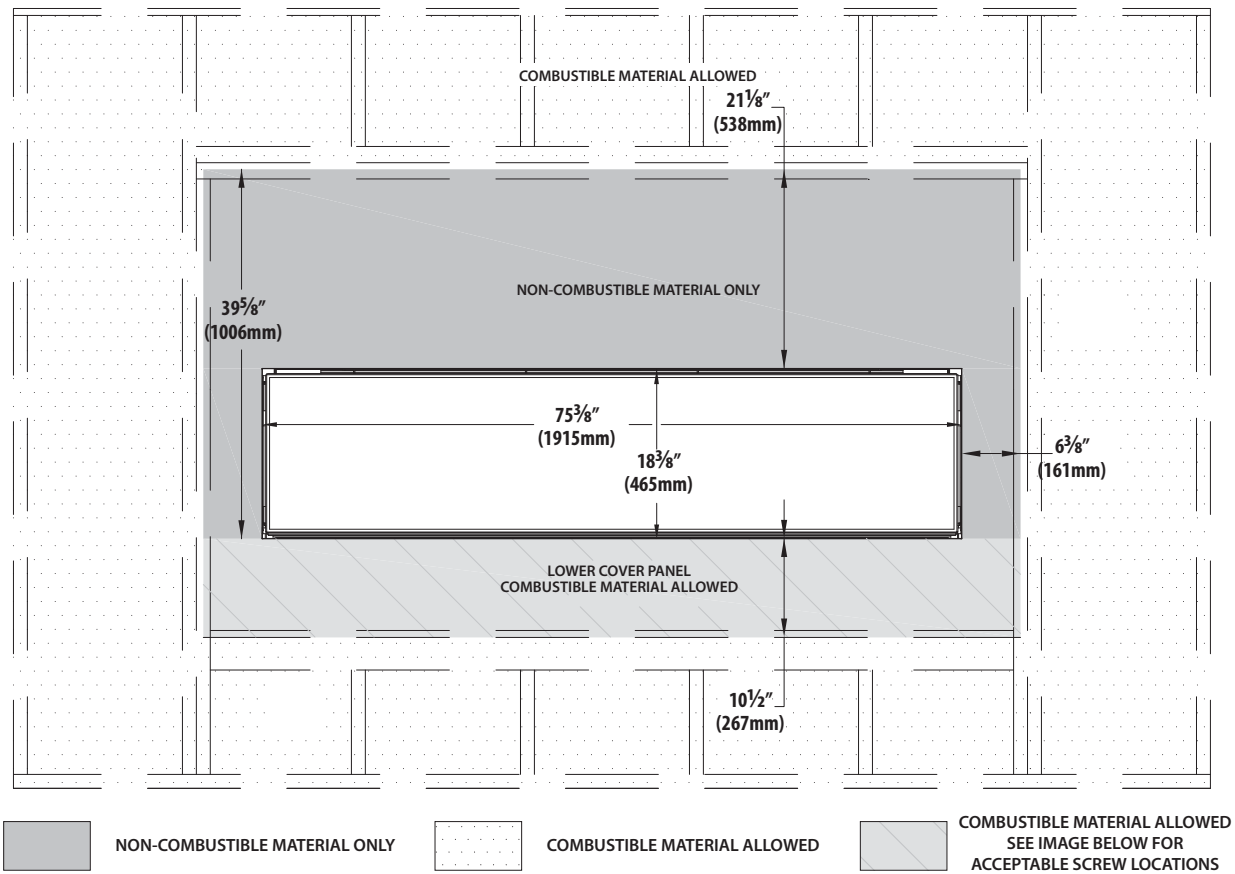 COMBUSTIBLE MATERIAL ALLOWED
21⅛″
(538mm)
NON-COMBUSTIBLE MATERIAL ONLY
39⅝″
(1006mm)
75⅜″
(1915mm)
18⅜″
(465mm)
6⅜″
(161mm)
LOWER COVER PANEL
COMBUSTIBLE MATERIAL ALLOWED
10½″
(267mm)
NON-COMBUSTIBLE MATERIAL ONLY
COMBUSTIBLE MATERIAL ALLOWED
COMBUSTIBLE MATERIAL ALLOWED
SEE IMAGE BELOW FOR
ACCEPTABLE SCREW LOCATIONS